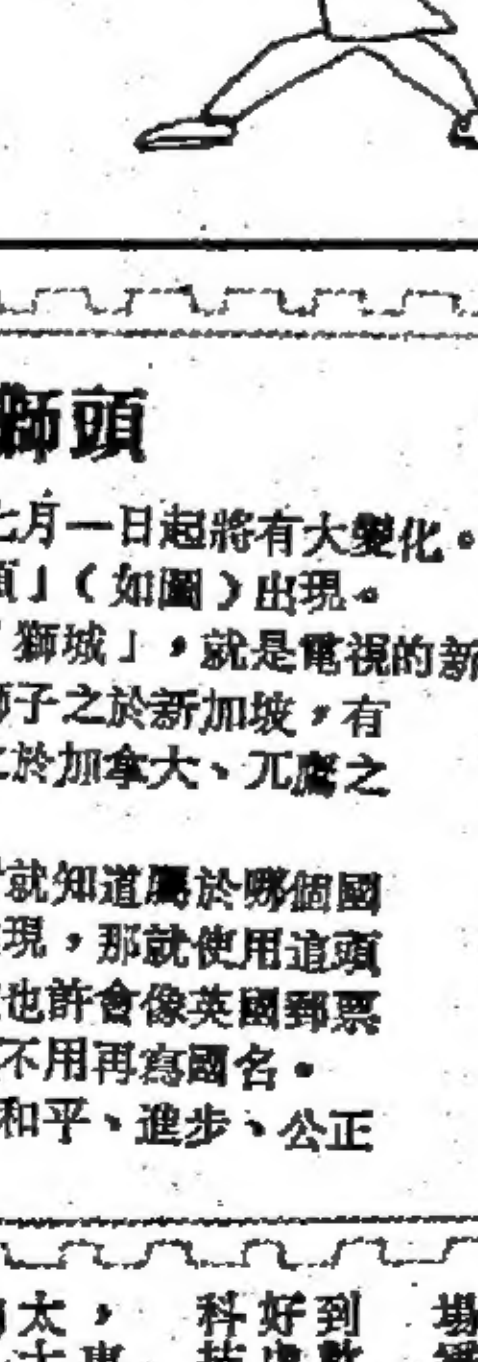 獅頭
七月一日起將有大變化。
頭」(如圖)出現。
「獅城」，就是電視的新
獅子之於新加坡，有
之於加拿大、兀鷹之
就知道屬於哪個國
現，那就使用這頭
也許會像英國郵票
不用再寫國名。
和平、進步、公正
太，
科好到
場